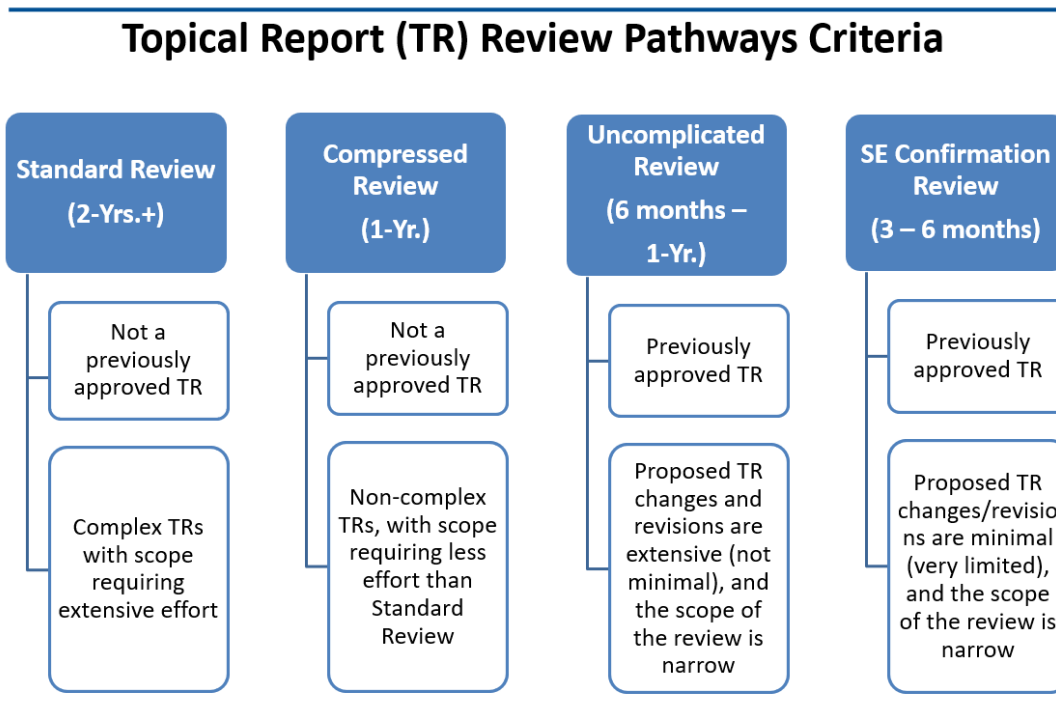 Topical Report (TR) Review Pathways Criteria
Standard Review
(2-Yrs.+)
Not a
previously
approved TR
Complex TRs
with scope
requiring
extensive effort
Compressed
Review
(1-Yr.)
Not a
previously
approved TR
Non-complex
TRs, with scope
requiring less
effort than
Standard
Review
Uncomplicated
Review
(6 months –
1-Yr.)
Previously
approved TR
Proposed TR
changes and
revisions are
extensive (not
minimal), and
the scope of
the review is
narrow
SE Confirmation
Review
(3 – 6 months)
Previously
approved TR
Proposed TR
changes/revisio
ns are minimal
(very limited),
and the scope
of the review is
narrow